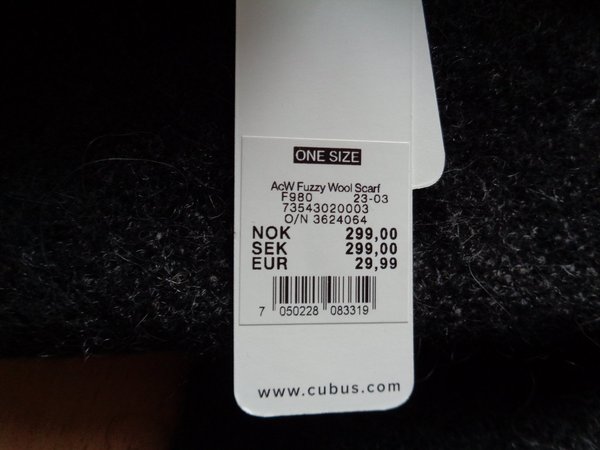 ONE SIZE
AcW Fuzzy Wool Scarf
F980 23-03
73543020003
O/N 3624064
NOK 299,00
SEK 299,00
EUR 29,99
7 050228 083319
www.cubus.com